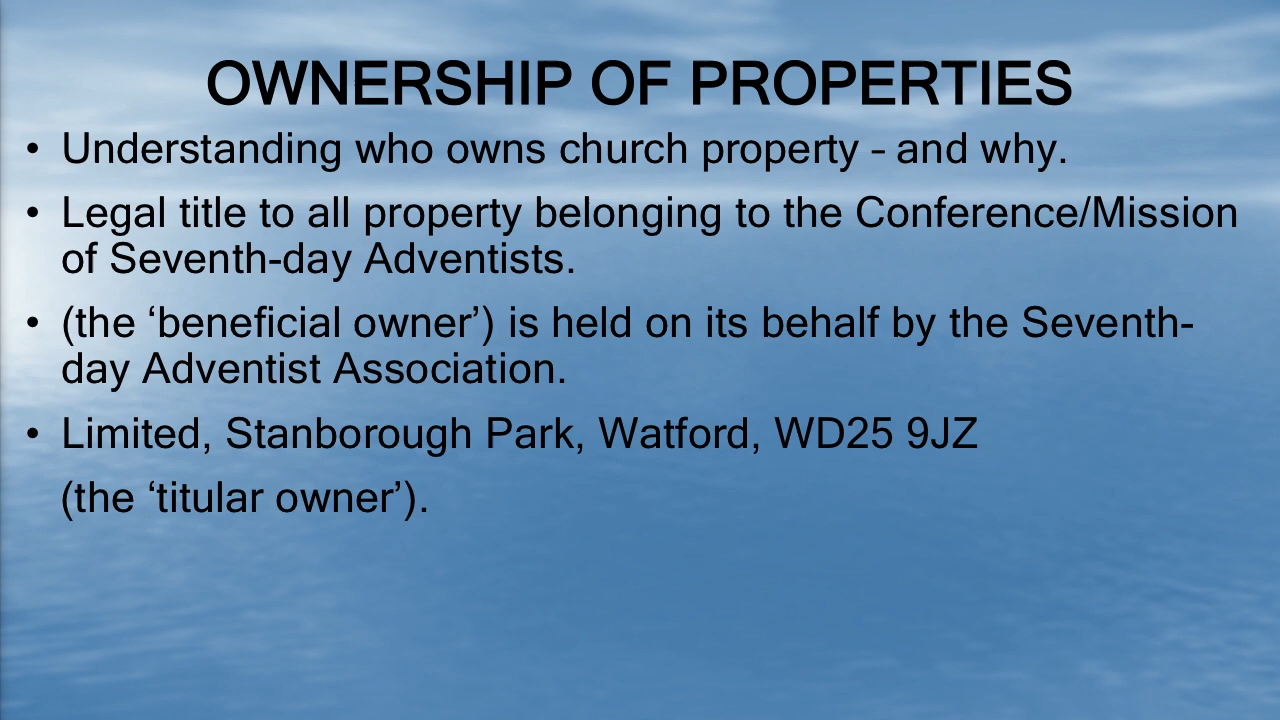 OWNERSHIP OF PROPERTIES
• Understanding who owns church property – and why.
• Legal title to all property belonging to the Conference/Mission
of Seventh-day Adventists.
• (the ‘beneficial owner’) is held on its behalf by the Seventh-
day Adventist Association.
• Limited, Stanborough Park, Watford, WD25 9JZ
(the ‘titular owner’).